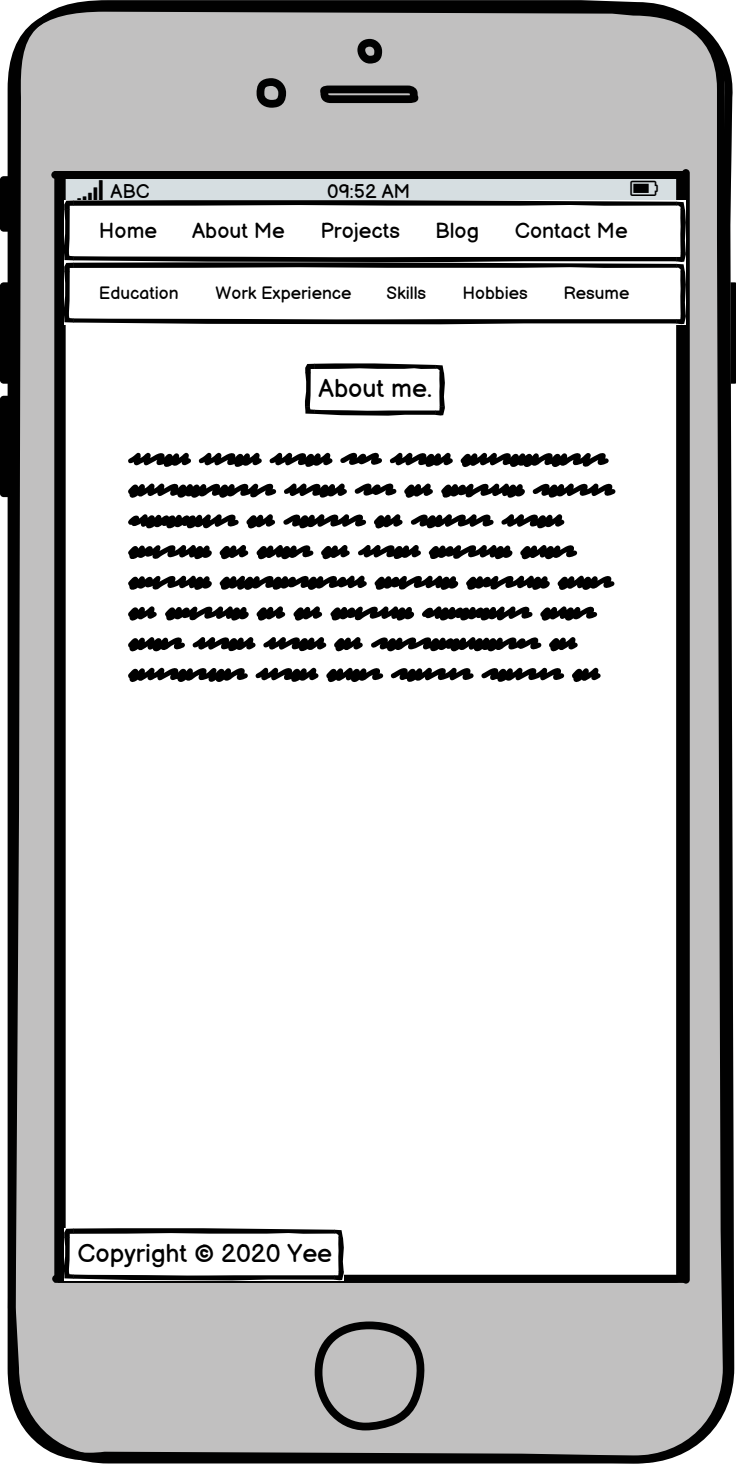 ABC 09:52 AM
Home About Me Projects Blog Contact Me
Education Work Experience Skills Hobbies Resume
About me.
Copyright © 2020 Yee